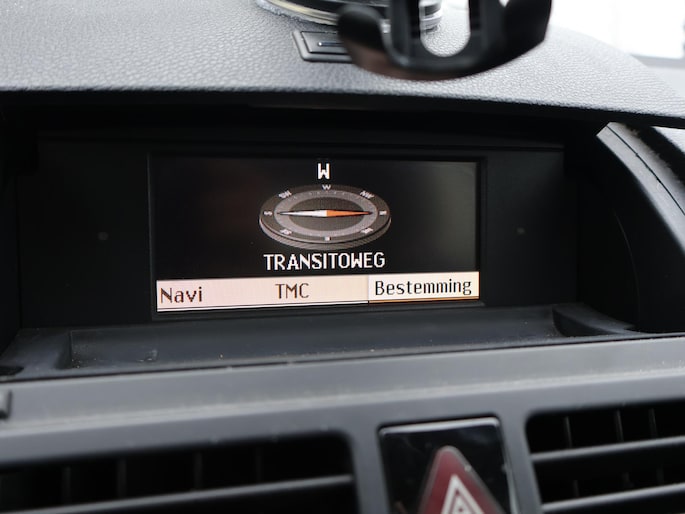 W
W
TRANSITOWEG
Navi TMC Bestemming